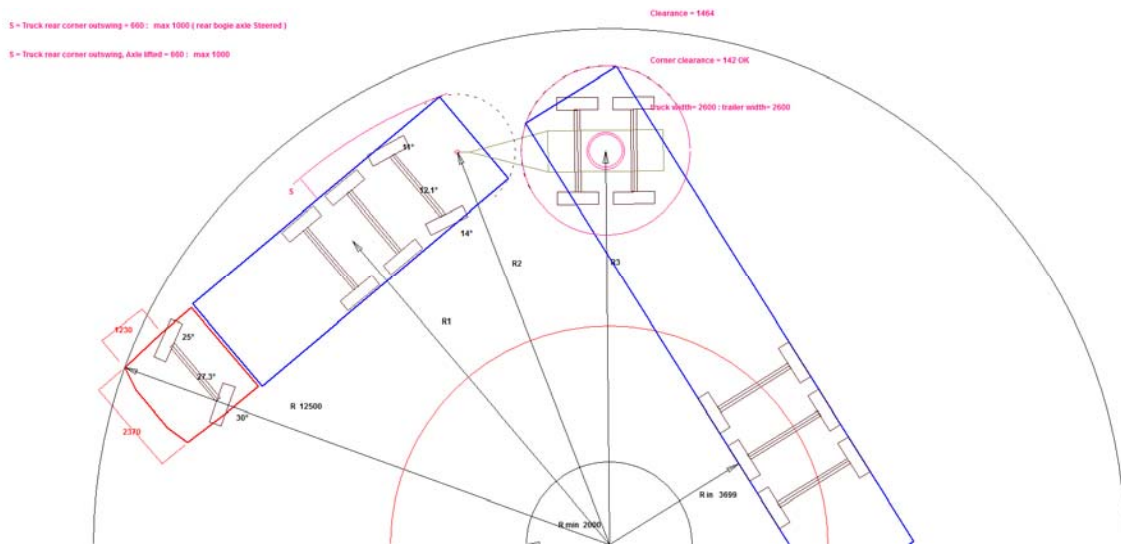 S = Truck rear corner outswing = 660 : max 1000 ( rear bogie axle Steered )
S = Truck rear corner outswing, Axle lifted = 660 : max 1000
Clearance = 1464
Corner clearance = 142 OK
truck width= 2600 : trailer width= 2600
11°
12,1°
14°
S
R2
R3
R1
1230
25°
27,3°
30°
2370
R 12500
R in 3699
R min 2000